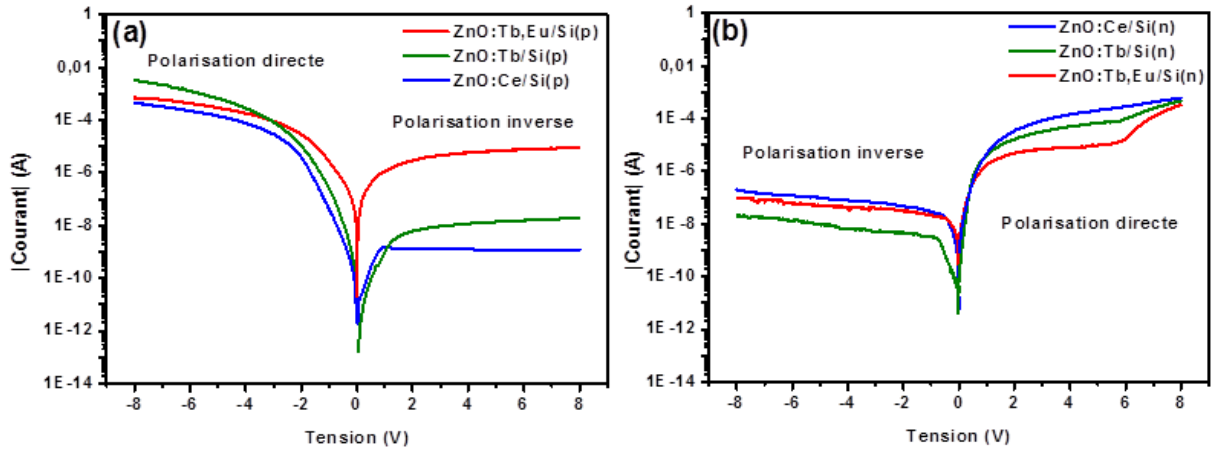 (a)
ZnO:Tb,Eu/Si(p)
ZnO:Tb/Si(p)
ZnO:Ce/Si(p)
Polarisation directe
Polarisation inverse
|Courant| (A)
1
0,01
1E-4
1E-6
1E-8
1E-10
1E-12
1E-14
-8 -6 -4 -2 0 2 4 6 8
Tension (V)
(b)
ZnO:Ce/Si(n)
ZnO:Tb/Si(n)
ZnO:Tb,Eu/Si(n)
Polarisation inverse
Polarisation directe
|Courant| (A)
1
0,01
1E-4
1E-6
1E-8
1E-10
1E-12
1E-14
-8 -6 -4 -2 0 2 4 6 8
Tension (V)